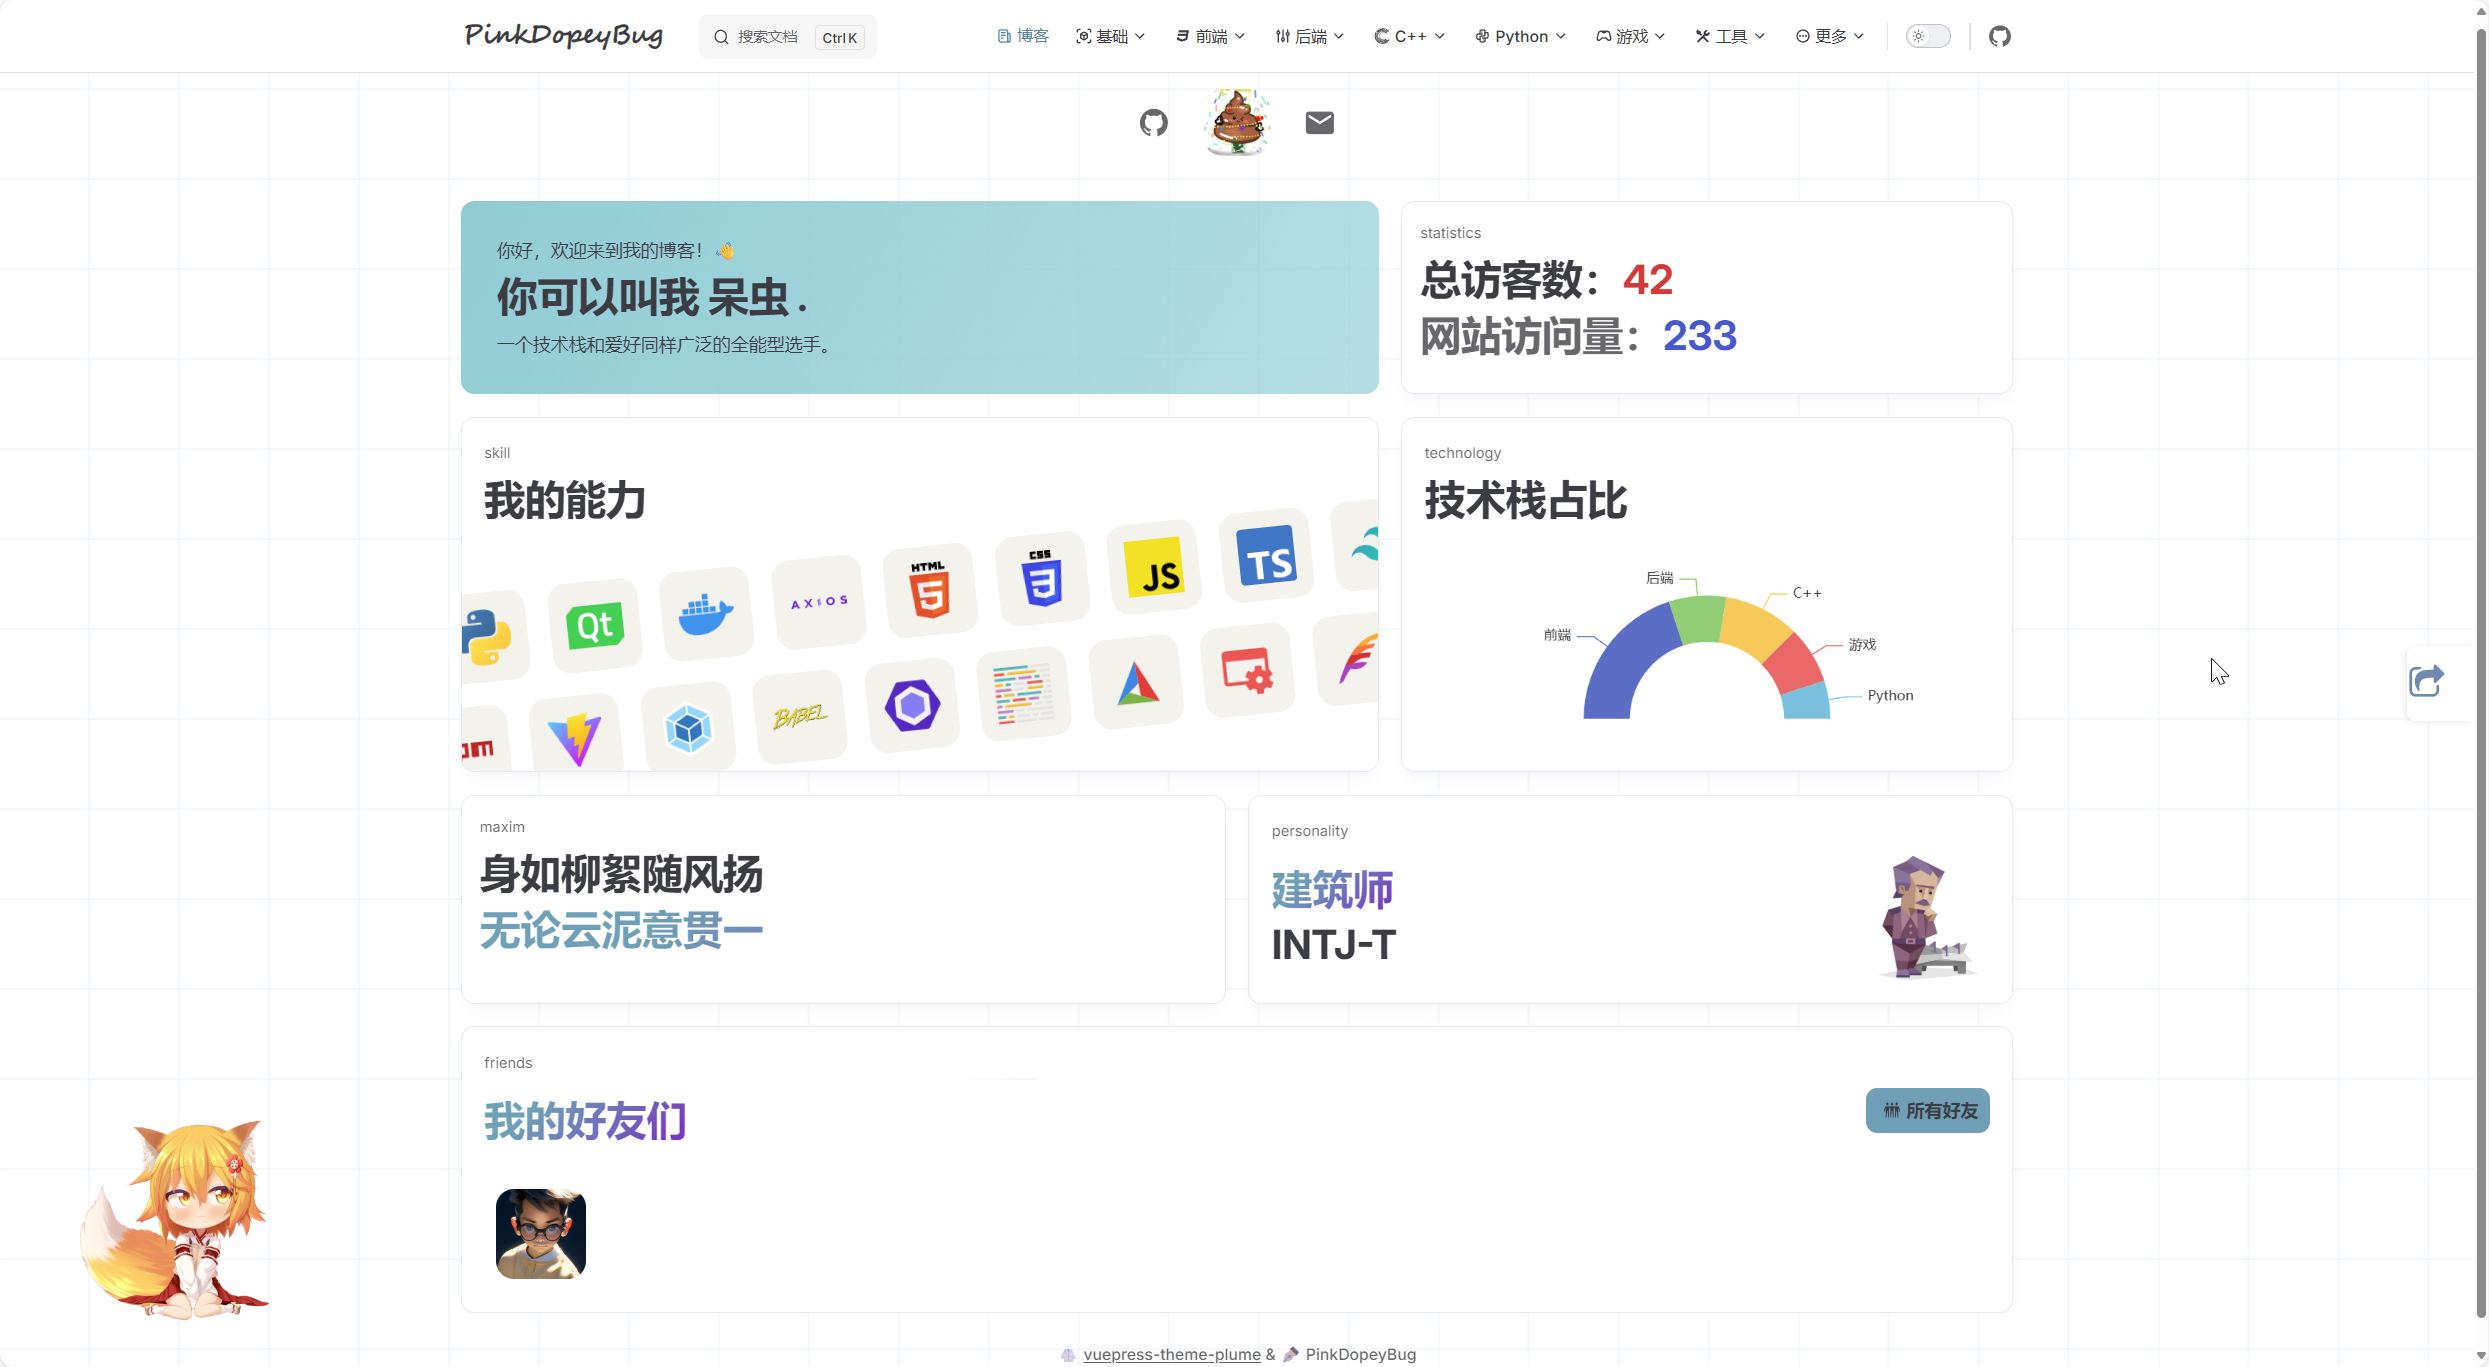 PinkDopeyBug
搜索文档
Ctrl K
博客
基础
前端
后端
C++
Python
游戏
工具
更多
你好，欢迎来到我的博客！👋
你可以叫我 呆虫 .
一个技术栈和爱好同样广泛的全能型选手。
statistics
总访客数：42
网站访问量：233
skill
我的能力
Qt
AXIOS
HTML
5
CSS
3
JS
TS
BABEL
technology
技术栈占比
后端
C++
前端
游戏
Python
maxim
身如柳絮随风扬
无论云泥意贯一
personality
建筑师
INTJ-T
friends
我的好友们
所有好友
vuepress-theme-plume & PinkDopeyBug